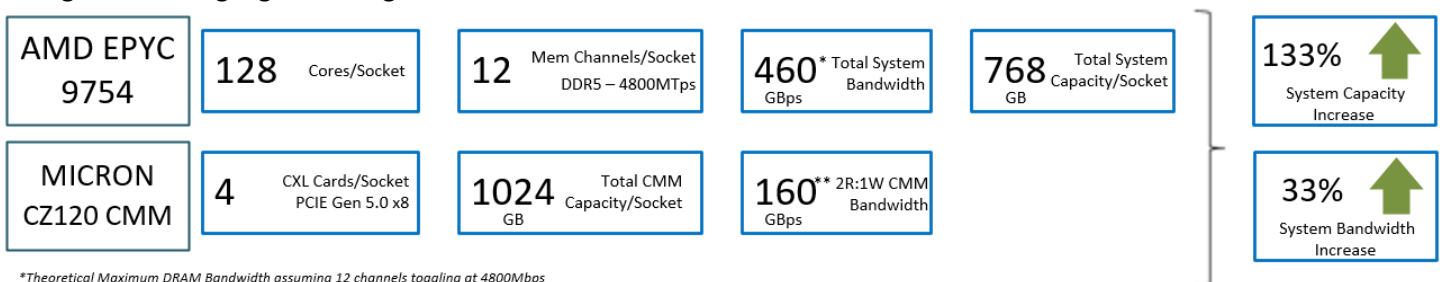 AMD EPYC
9754
128 Cores/Socket
12 Mem Channels/Socket
DDR5 – 4800MTps
460 * Total System
GBps Bandwidth
768 Total System
GB Capacity/Socket
133%
System Capacity
Increase
MICRON
CZ120 CMM
4 CXL Cards/Socket
PCIE Gen 5.0 x8
1024 Total CMM
GB Capacity/Socket
160 ** 2R:1W CMM
GBps Bandwidth
33%
System Bandwidth
Increase
*Theoretical Maximum DRAM Bandwidth assuming 12 channels toggling at 4800Mbps